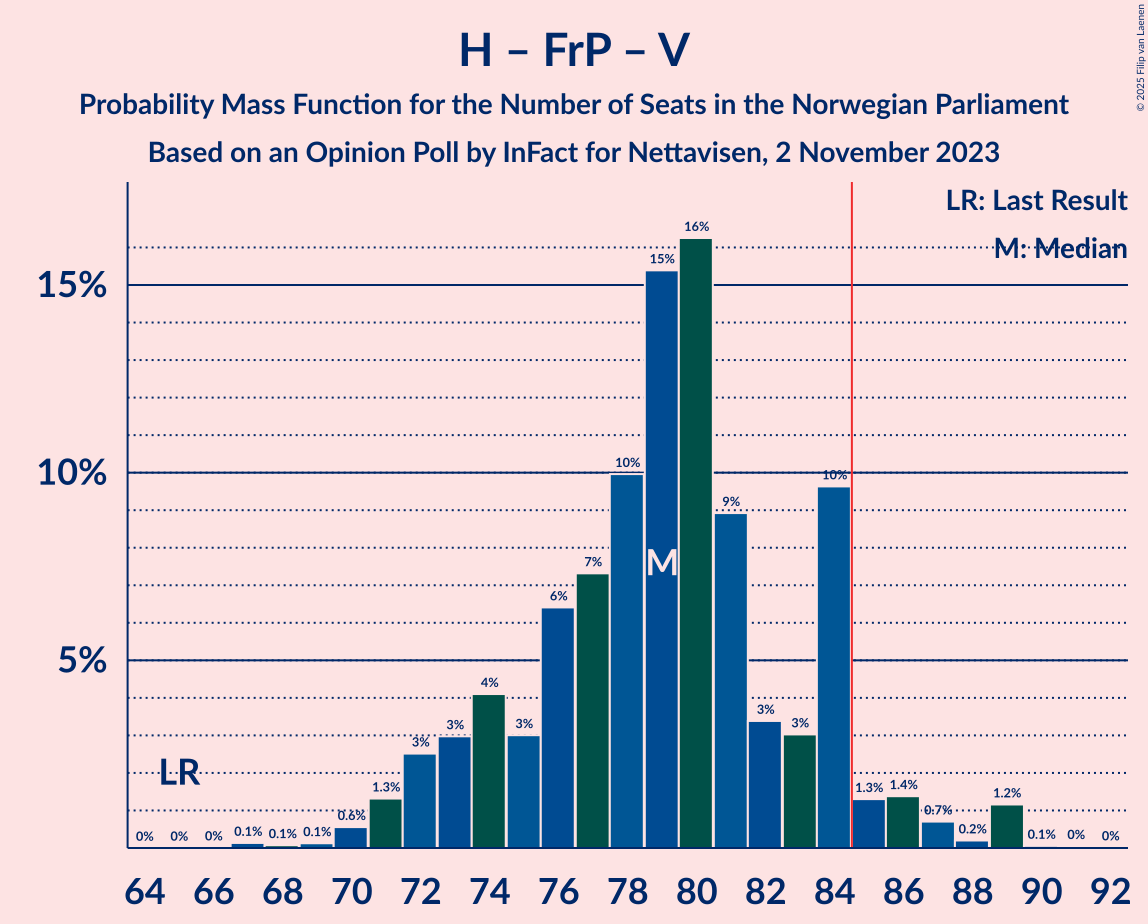 H – FrP – V
Probability Mass Function for the Number of Seats in the Norwegian Parliament
Based on an Opinion Poll by InFact for Nettavisen, 2 November 2023
© 2025 Filip van Laenen
LR: Last Result
M: Median
15%
10%
5%
0% 0% 0% 0.1% 0.1% 0.1% 0.6% 1.3% 3% 3% 4% 3% 6% 7% 10% 15% 16% 9% 3% 3% 10% 1.3% 1.4% 0.7% 0.2% 1.2% 0.1% 0% 0%
M
LR
64 66 68 70 72 74 76 78 80 82 84 86 88 90 92